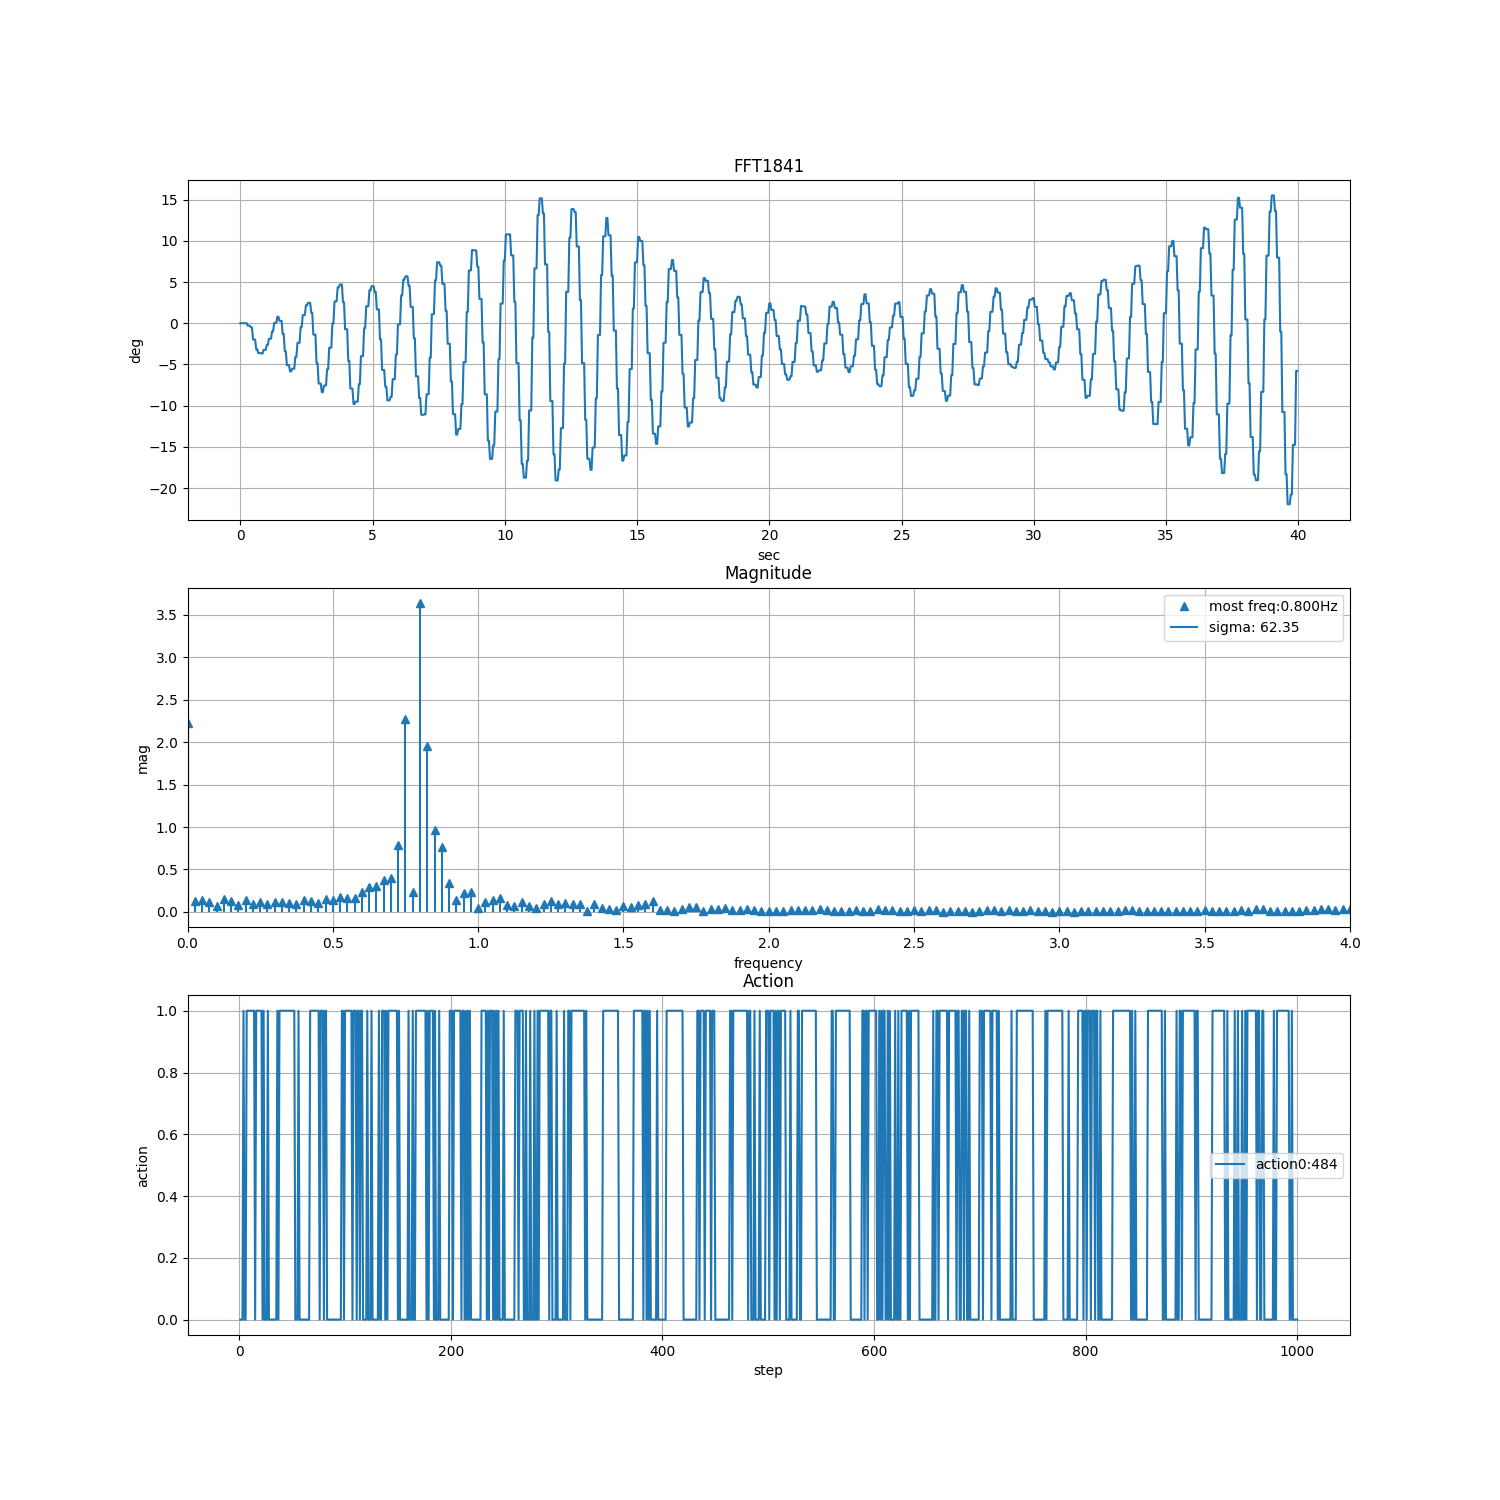 FFT1841
15
10
5
0
−5
−10
−15
−20
deg
0 5 10 15 20 25 30 35 40
sec
Magnitude
most freq:0.800Hz
sigma: 62.35
3.5
3.0
2.5
2.0
1.5
1.0
0.5
0.0
mag
0.0 0.5 1.0 1.5 2.0 2.5 3.0 3.5 4.0
frequency
Action
1.0
0.8
0.6
0.4
0.2
0.0
action
action0:484
0 200 400 600 800 1000
step